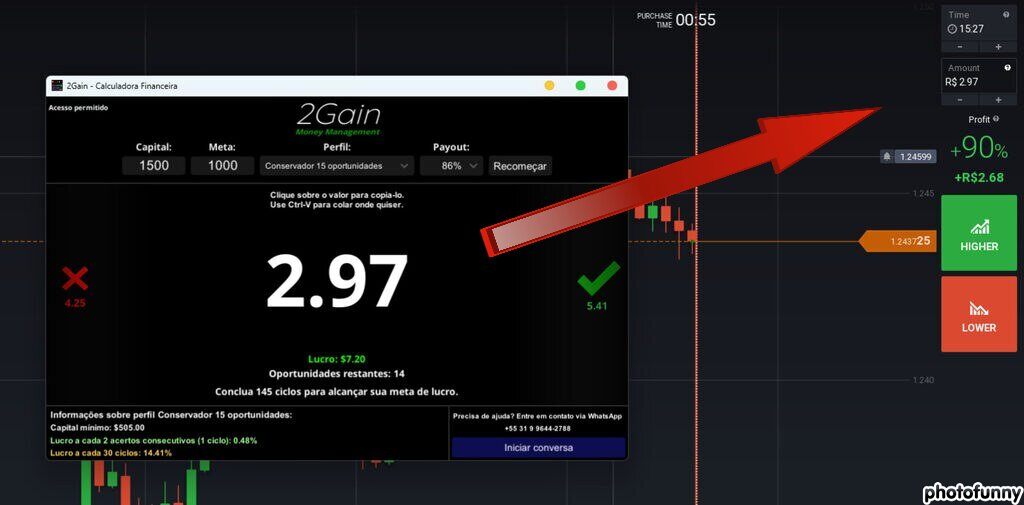 PURCHASE
TIME 00:55
1.250
Time
15:27
- +
Amount
R$ 2.97
- +
Profit
+90%
+R$2.68
1.24599
1.245
1.243725
HIGHER
LOWER
1.240
2Gain - Calculadora Financeira
Acesso permitido
2Gain
Money Management
Capital: Meta: Perfil: Payout:
1500 1000 Conservador 15 oportunidades 86% Recomeçar
Clique sobre o valor para copia-lo.
Use Ctrl-V para colar onde quiser.
2.97
4.25
5.41
Lucro: $7.20
Oportunidades restantes: 14
Conclua 145 ciclos para alcançar sua meta de lucro.
Informações sobre perfil Conservador 15 oportunidades:
Capital mínimo: $505.00
Lucro a cada 2 acertos consecutivos (1 ciclo): 0.48%
Lucro a cada 30 ciclos: 14.41%
Precisa de ajuda? Entre em contato via WhatsApp
+55 31 9 9644-2788
Iniciar conversa
photofunny